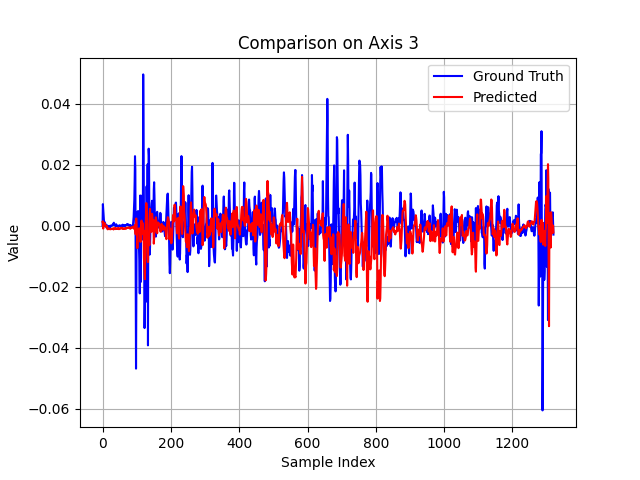 Comparison on Axis 3
Ground Truth
Predicted
0.04
0.02
0.00
−0.02
−0.04
−0.06
Value
0
200
400
600
800
1000
1200
Sample Index